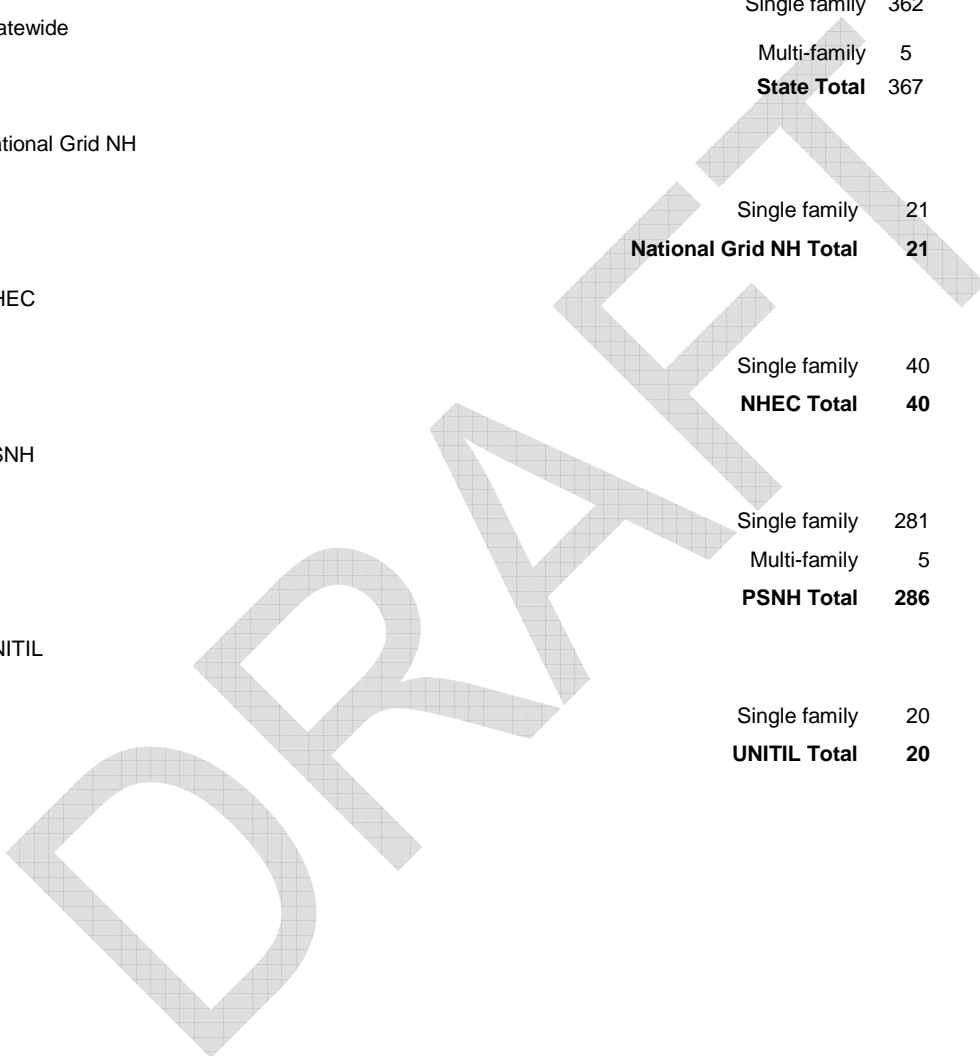 Single family 362
atewide
Multi-family 5
State Total 367
ational Grid NH
Single family 21
National Grid NH Total 21
HEC
Single family 40
NHEC Total 40
SNH
Single family 281
Multi-family 5
PSNH Total 286
NITIL
Single family 20
UNITIL Total 20
DRAFT